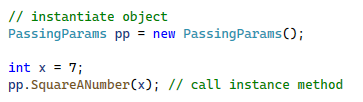 // instantiate object
PassingParams pp = new PassingParams();
int x = 7;
pp.SquareANumber(x); // call instance method